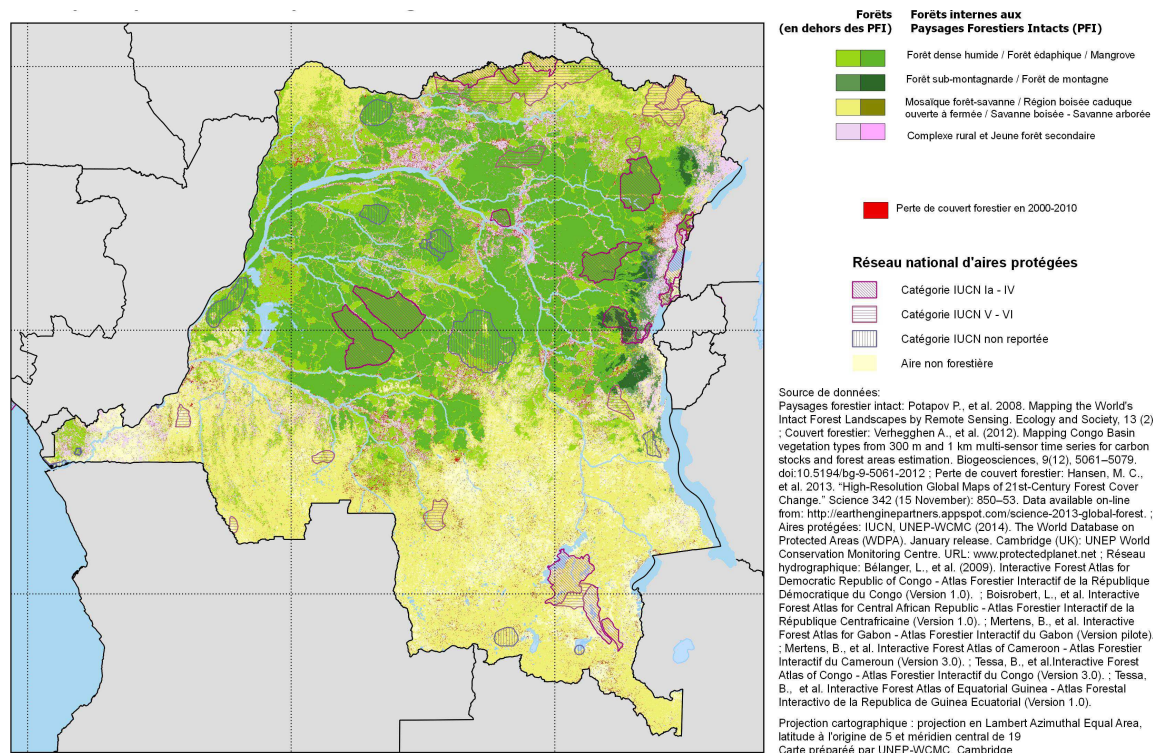 Forêts Forêts internes aux
(en dehors des PFI) Paysages Forestiers Intacts (PFI)
Forêt dense humide / Forêt édaphique / Mangrove
Forêt sub-montagnarde / Forêt de montagne
Mosaïque forêt-savanne / Région boisée caduque
ouverte à fermée / Savanne boisée - Savanne arborée
Complexe rural et Jeune forêt secondaire
Perte de couvert forestier en 2000-2010
Réseau national d'aires protégées
Catégorie IUCN Ia - IV
Catégorie IUCN V - VI
Catégorie IUCN non reportée
Aire non forestière
Source de données:
Paysages forestier intact: Potapov P., et al. 2008. Mapping the World's
Intact Forest Landscapes by Remote Sensing. Ecology and Society, 13 (2)
; Couvert forestier: Verhegghen A., et al. (2012). Mapping Congo Basin
vegetation types from 300 m and 1 km multi-sensor time series for carbon
stocks and forest areas estimation. Biogeosciences, 9(12), 5061–5079.
doi:10.5194/bg-9-5061-2012 ; Perte de couvert forestier: Hansen, M. C.,
et al. 2013. “High-Resolution Global Maps of 21st-Century Forest Cover
Change.” Science 342 (15 November): 850–53. Data available on-line
from: http://earthenginepartners.appspot.com/science-2013-global-forest. ;
Aires protégées: IUCN, UNEP-WCMC (2014). The World Database on
Protected Areas (WDPA). January release. Cambridge (UK): UNEP World
Conservation Monitoring Centre. URL: www.protectedplanet.net ; Réseau
hydrographique: Bélanger, L., et al. (2009). Interactive Forest Atlas for
Democratic Republic of Congo - Atlas Forestier Interactif de la République
Démocratique du Congo (Version 1.0). ; Boisrobert, L., et al. Interactive
Forest Atlas for Central African Republic - Atlas Forestier Interactif de la
République Centrafricaine (Version 1.0). ; Mertens, B., et al. Interactive
Forest Atlas for Gabon - Atlas Forestier Interactif du Gabon (Version pilote).
; Mertens, B., et al. Interactive Forest Atlas of Cameroon - Atlas Forestier
Interactif du Cameroun (Version 3.0). ; Tessa, B., et al.Interactive Forest
Atlas of Congo - Atlas Forestier Interactif du Congo (Version 3.0). ; Tessa,
B., et al. Interactive Forest Atlas of Equatorial Guinea - Atlas Forestal
Interactivo de la Republica de Guinea Ecuatorial (Version 1.0).
Projection cartographique : projection en Lambert Azimuthal Equal Area,
latitude à l'origine de 5 et méridien central de 19
Carte préparéé par UNEP-WCMC, Cambridge